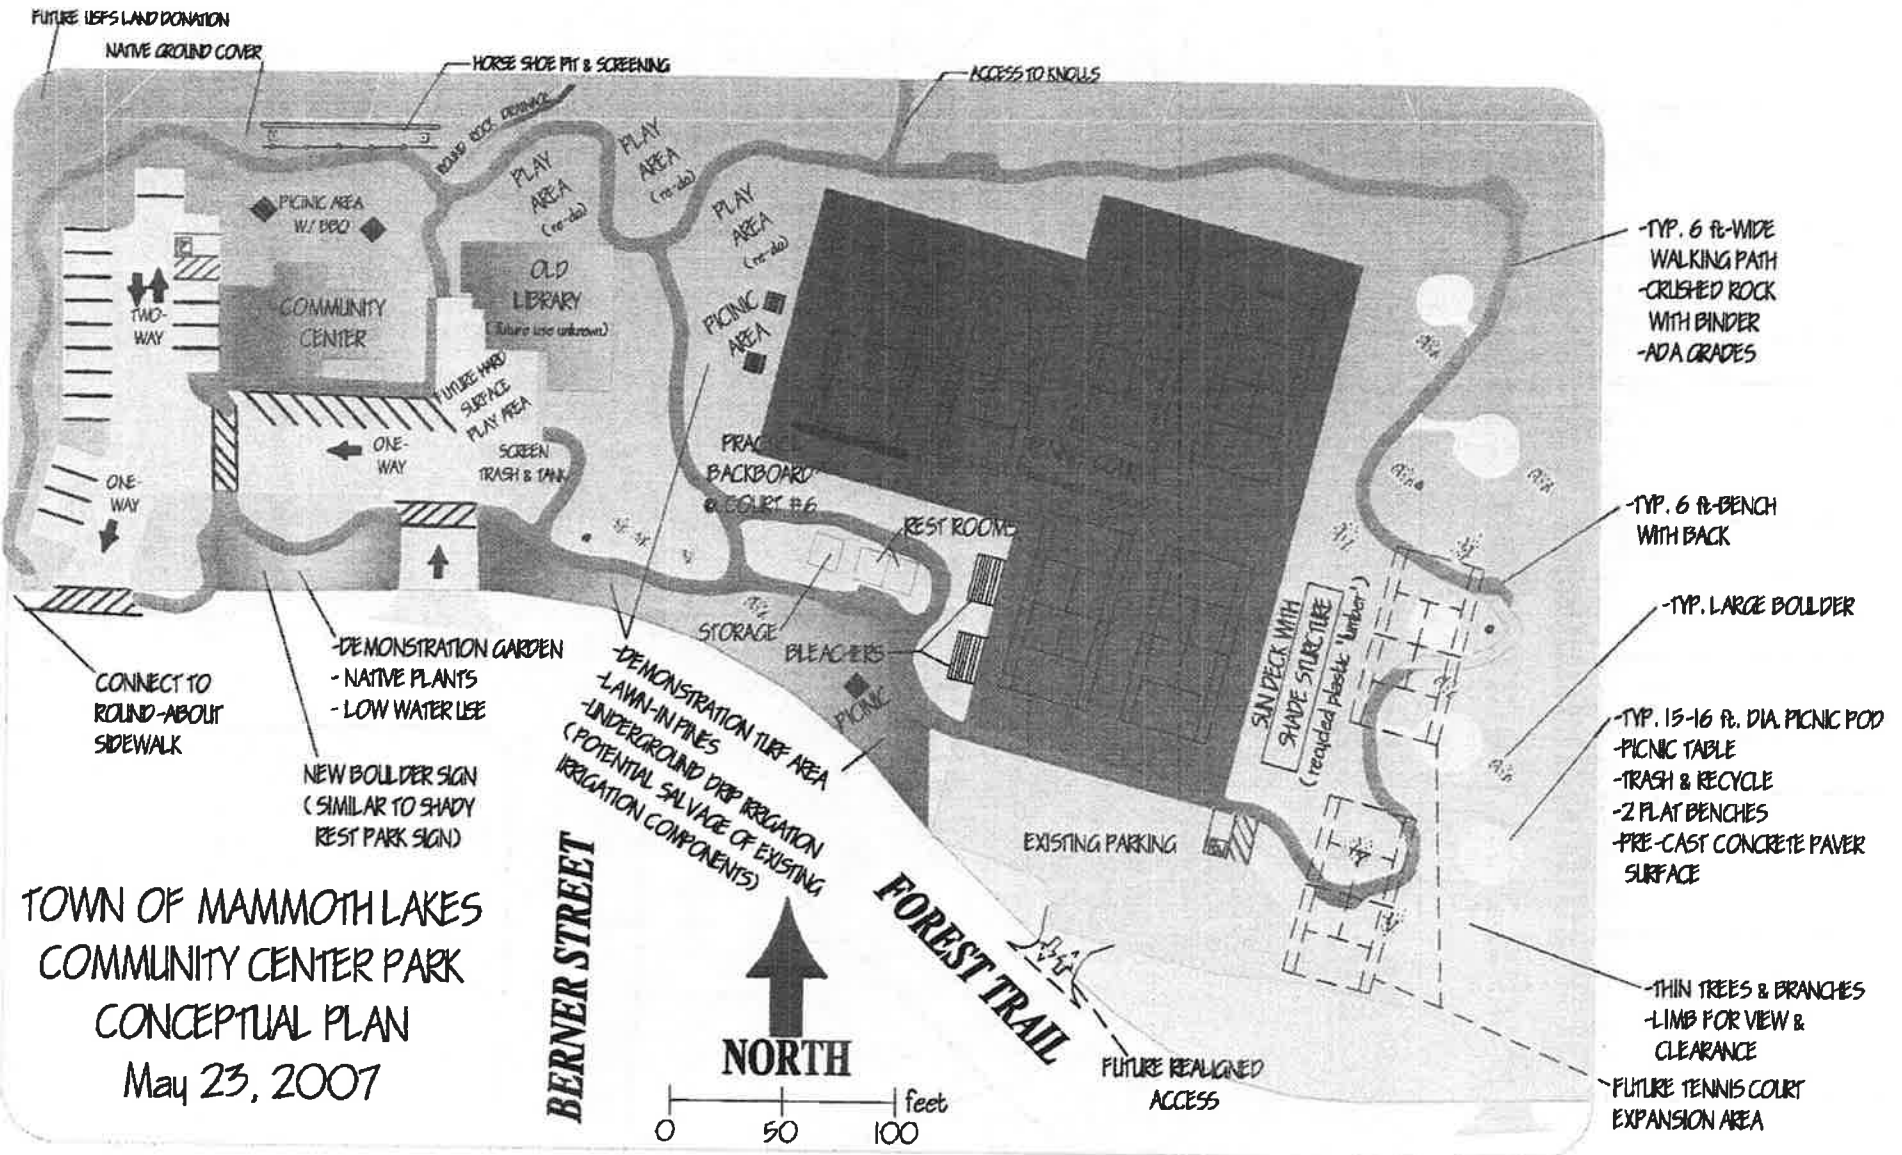 FUTURE USFS LAND DONATION
NATIVE GROUND COVER
HORSE SHOE PIT & SCREENING
ACCESS TO KNOLLS
ROUND ROCK DRAINAGE
PLAY
AREA
(re-do)
PLAY
AREA
(re-do)
PLAY
AREA
(re-do)
PICINIC AREA
W/ BBQ
TWO-
WAY
COMMUNITY
CENTER
OLD
LIBRARY
(future use unknown)
PICINIC
AREA
FUTURE HARD
SURFACE
PLAY AREA
ONE-
WAY
SCREEN
TRASH & TANK
ONE-
WAY
BACKBOARD
COURT #6
REST ROOMS
STORAGE
BLEACHERS
PICINIC
SUN DECK WITH
SHADE STURCTURE
(recycled plastic 'lumber')
EXISTING PARKING
-TYP. 6 ft-WIDE
WALKING PATH
-CRUSHED ROCK
WITH BINDER
-ADA GRADES
-TYP. 6 ft-BENCH
WITH BACK
-TYP. LARGE BOULDER
-TYP. 15-16 ft. DIA. PICNIC POD
-PICNIC TABLE
-TRASH & RECYCLE
-2 FLAT BENCHES
-PRE-CAST CONCRETE PAVER
SURFACE
-THIN TREES & BRANCHES
-LIMB FOR VIEW &
CLEARANCE
FUTURE TENNIS COURT
EXPANSION AREA
CONNECT TO
ROUND-ABOUT
SIDEWALK
-DEMONSTRATION GARDEN
- NATIVE PLANTS
- LOW WATER USE
NEW BOULDER SIGN
(SIMILAR TO SHADY
REST PARK SIGN)
-DEMONSTRATION TURF AREA
-LAWN-IN PINES
-UNDERGROUND DRIP IRRIGATION
(POTENTIAL SALVAGE OF EXISTING
IRRIGATION COMPONENTS)
BERNER STREET
FOREST TRAIL
FUTURE REALIGNED
ACCESS
NORTH
feet
0 50 100
TOWN OF MAMMOTH LAKES
COMMUNITY CENTER PARK
CONCEPTUAL PLAN
May 23, 2007